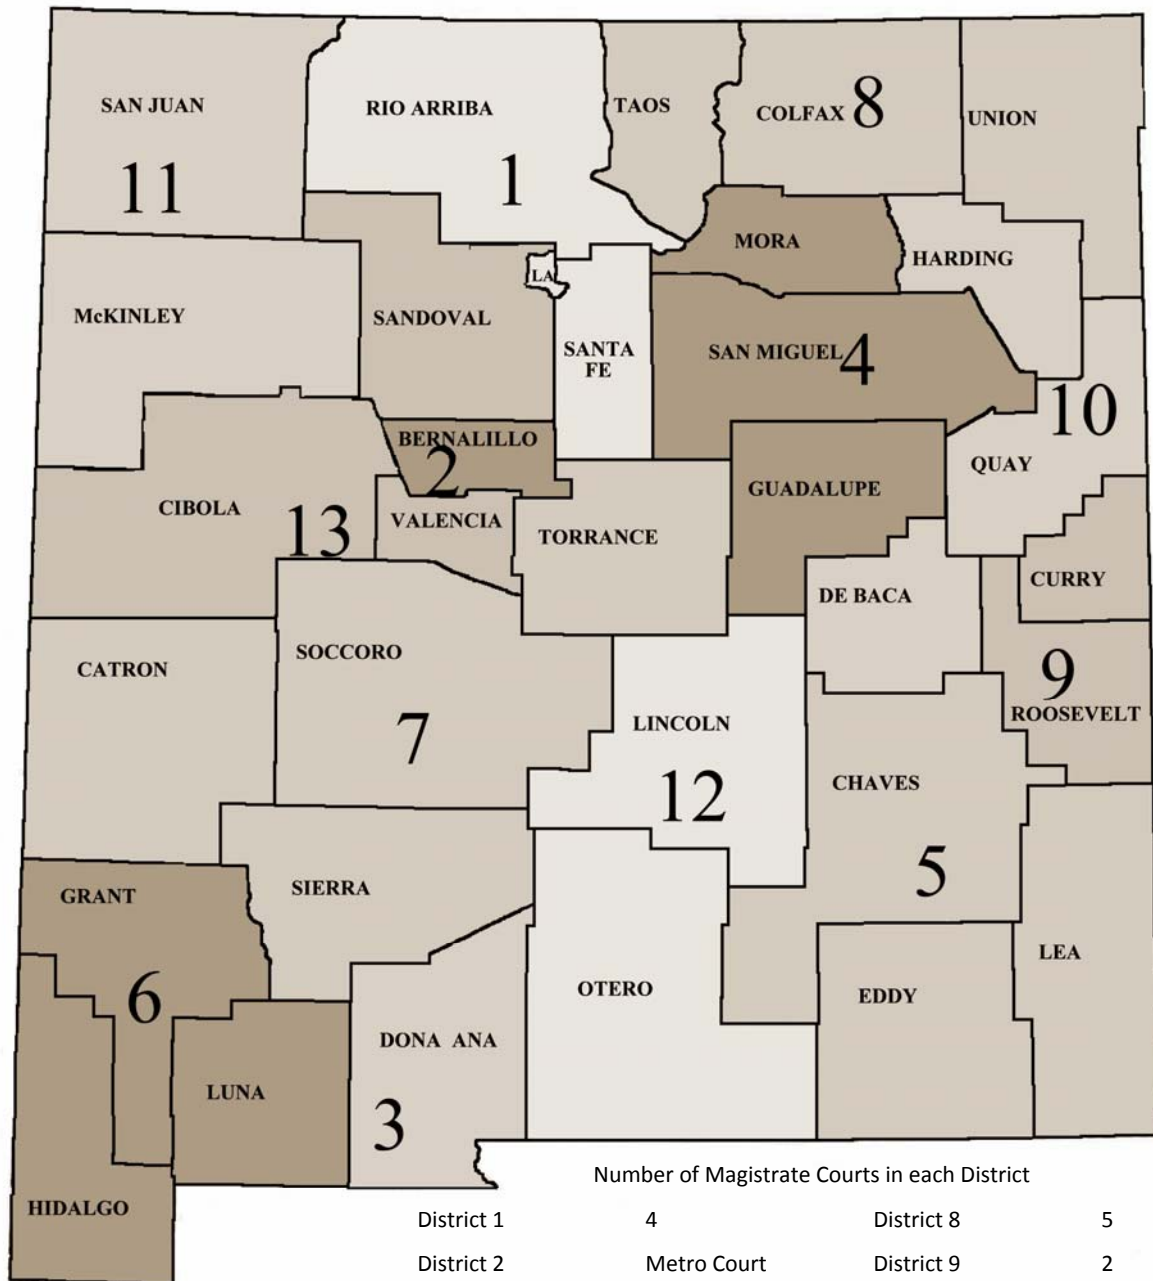 SAN JUAN
RIO ARRIBA
TAOS
COLFAX 8
UNION
11
1
MORA
HARDING
LA
McKINLEY
SANDOVAL
SANTA
FE
SAN MIGUEL 4
10
BERNALILLO
2
QUAY
GUADALUPE
CIBOLA
13
VALENCIA
TORRANCE
CURRY
DE BACA
CATRON
SOCCORO
9
ROOSEVELT
7
LINCOLN
12
CHAVES
5
GRANT
SIERRA
LEA
6
OTERO
EDDY
DONA ANA
LUNA
3
HIDALGO
Number of Magistrate Courts in each District
District 1 4 District 8 5
District 2 Metro Court District 9 2